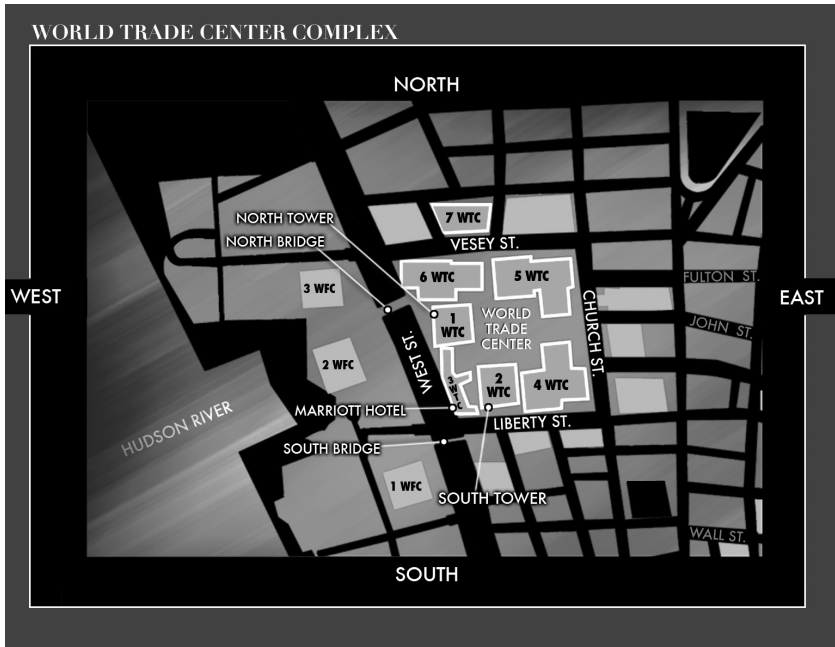 WORLD TRADE CENTER COMPLEX
NORTH
7 WTC
NORTH TOWER
NORTH BRIDGE
VESEY ST.
6 WTC
5 WTC
FULTON ST.
3 WFC
WEST
EAST
1
WTC
WORLD
TRADE
CENTER
CHURCH ST.
JOHN ST.
WEST ST.
2 WFC
3
W
T
C
2
WTC
4 WTC
MARRIOTT HOTEL
HUDSON RIVER
LIBERTY ST.
SOUTH BRIDGE
1 WFC
SOUTH TOWER
WALL ST.
SOUTH